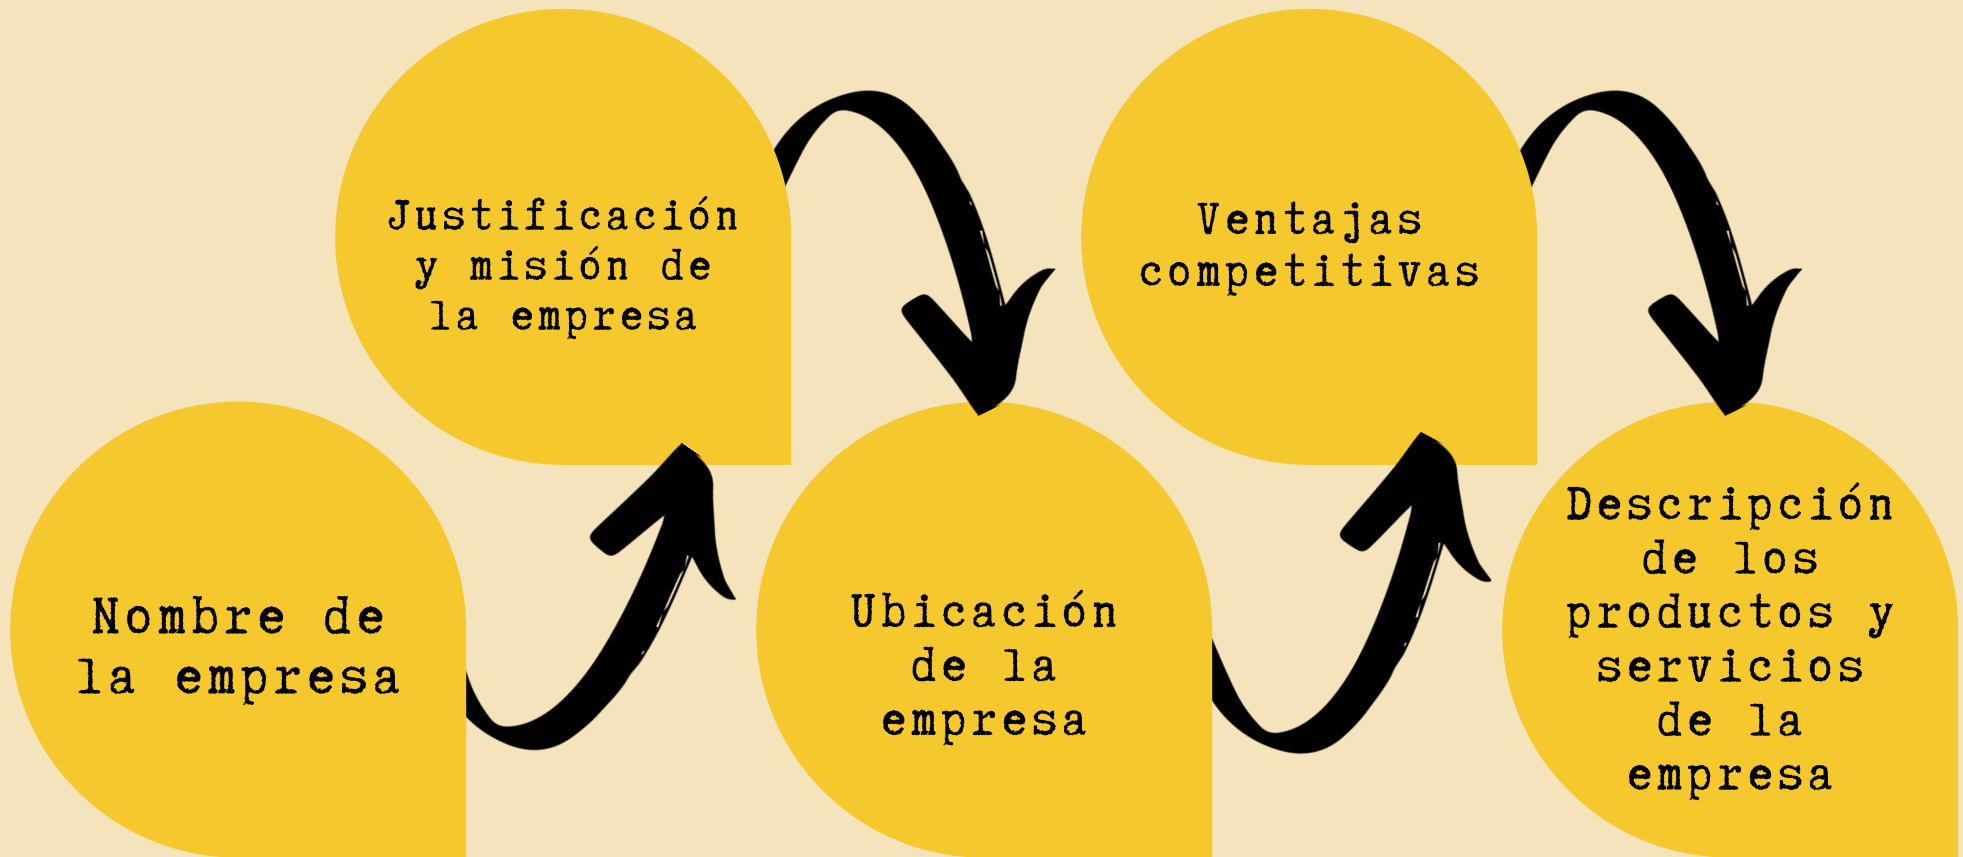 Nombre de
la empresa
Justificación
y misión de
la empresa
Ubicación
de la
empresa
Ventajas
competitivas
Descripción
de los
productos y
servicios
de la
empresa